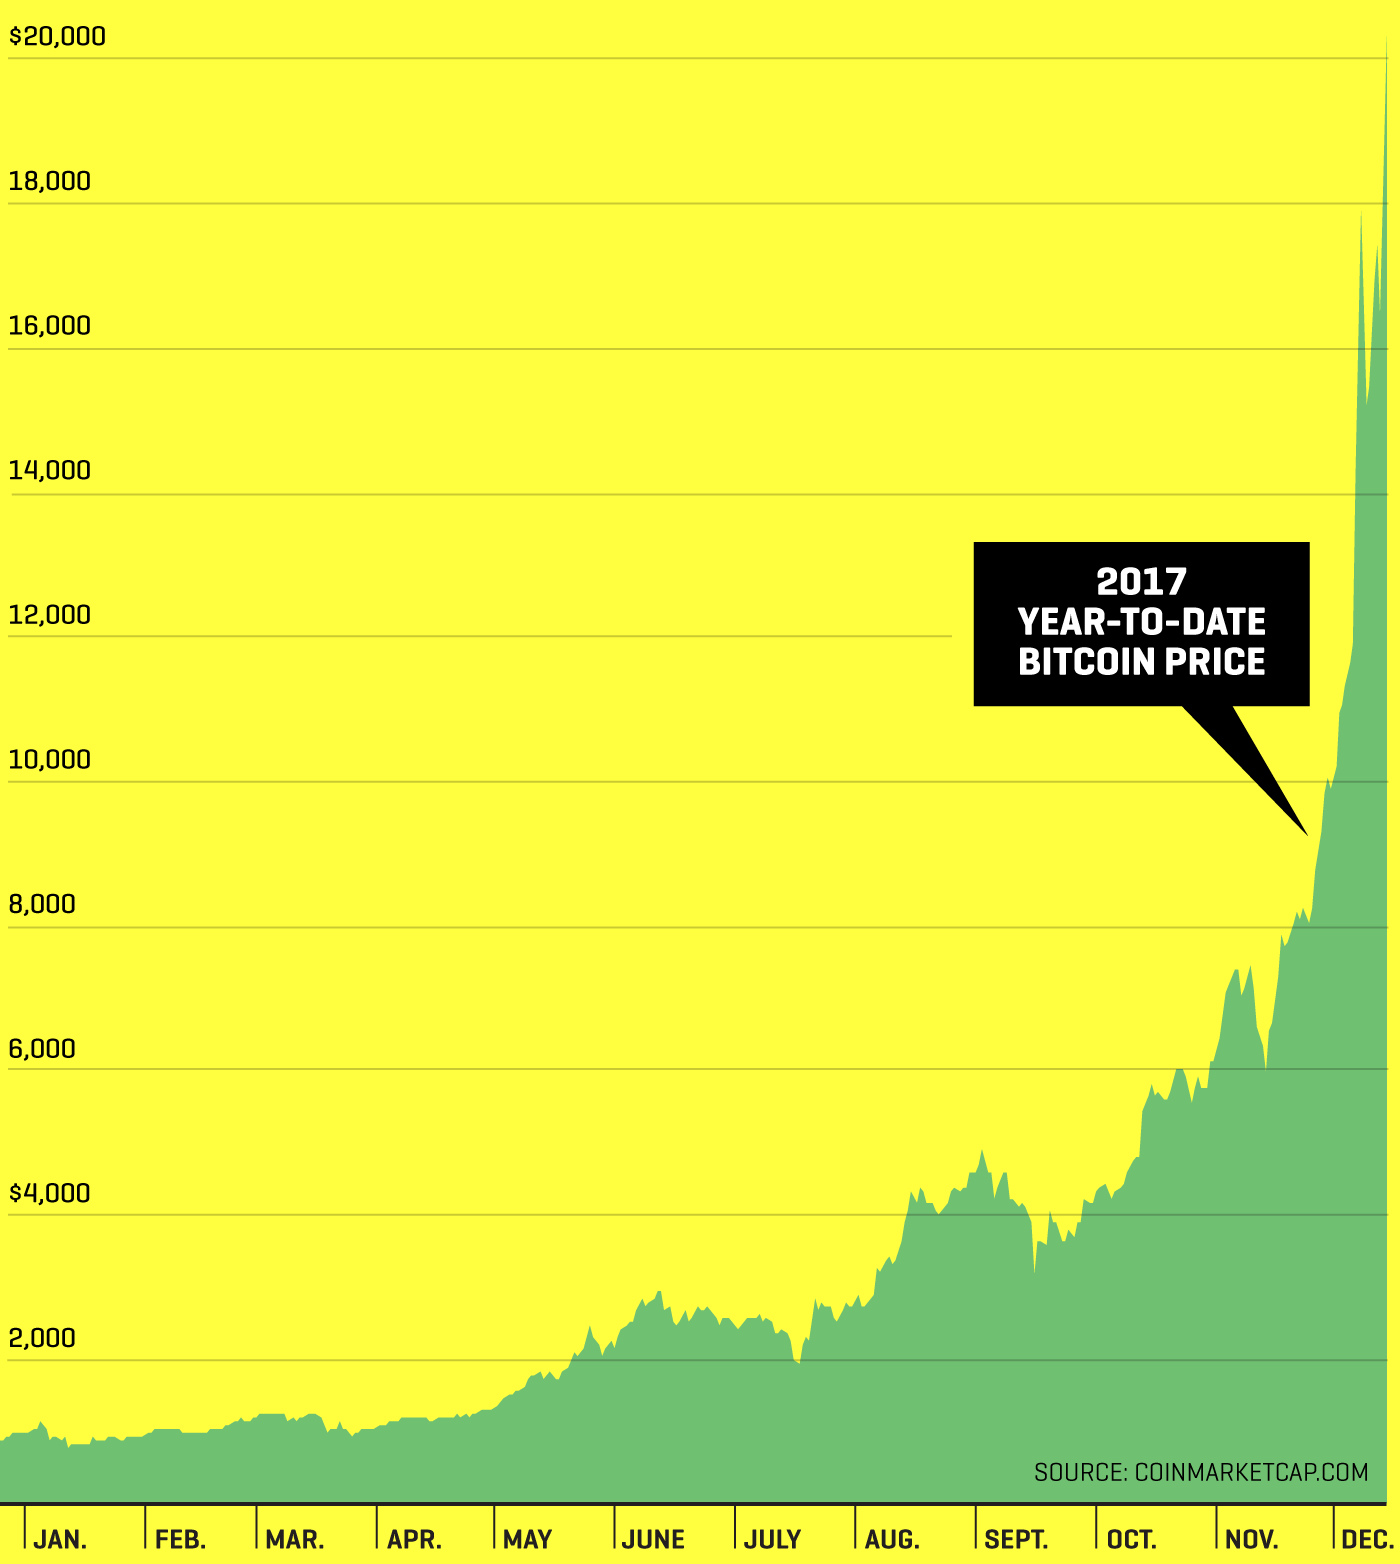 $20,000
18,000
16,000
14,000
2017
YEAR-TO-DATE
BITCOIN PRICE
12,000
10,000
8,000
6,000
$4,000
2,000
SOURCE: COINMARKETCAP.COM
JAN. FEB. MAR. APR. MAY JUNE JULY AUG. SEPT. OCT. NOV. DEC.